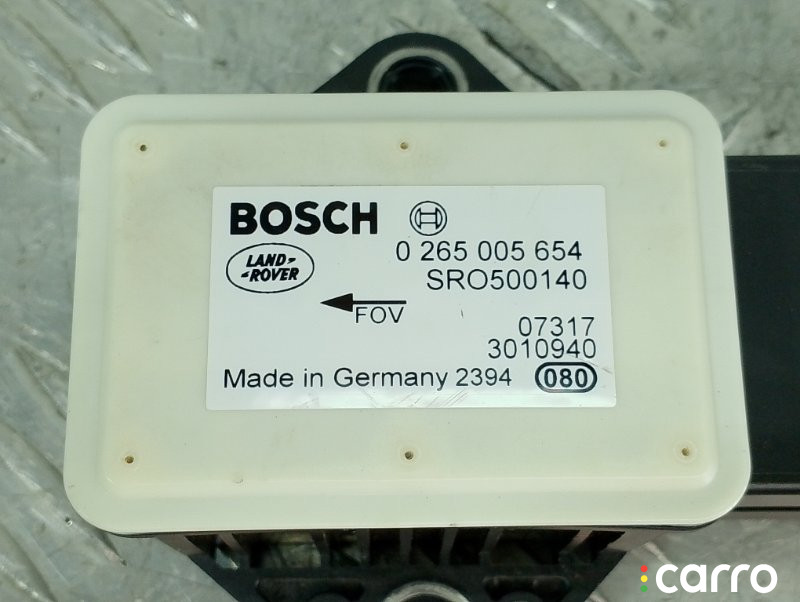 BOSCH
0 265 005 654
LAND-
-ROVER
SRO500140
FOV
07317
3010940
Made in Germany 2394 080
carro